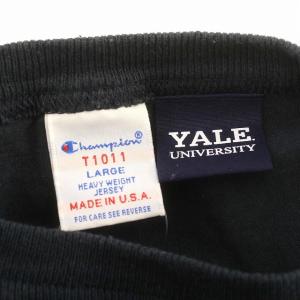 Champion
T1011
LARGE
HEAVY WEIGHT
JERSEY
MADE IN U.S.A.
FOR CARE SEE REVERSE
YALE
UNIVERSITY